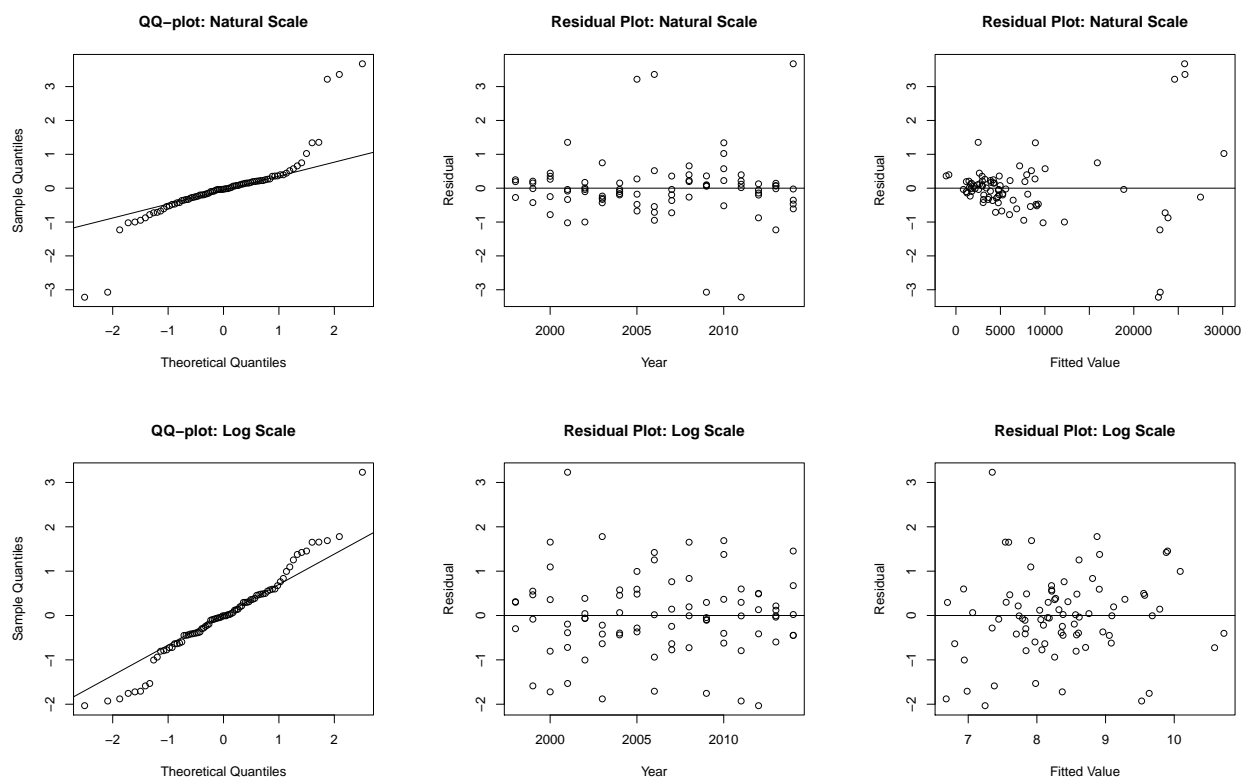 QQ−plot: Natural Scale
Sample Quantiles
3
2
1
0
−1
−2
−3
−2 −1 0 1 2
Theoretical Quantiles
Residual Plot: Natural Scale
Residual
3
2
1
0
−1
−2
−3
2000 2005 2010
Year
Residual Plot: Natural Scale
Residual
3
2
1
0
−1
−2
−3
0 5000 10000 20000 30000
Fitted Value
QQ−plot: Log Scale
Sample Quantiles
3
2
1
0
−1
−2
−2 −1 0 1 2
Theoretical Quantiles
Residual Plot: Log Scale
Residual
3
2
1
0
−1
−2
2000 2005 2010
Year
Residual Plot: Log Scale
Residual
3
2
1
0
−1
−2
7 8 9 10
Fitted Value